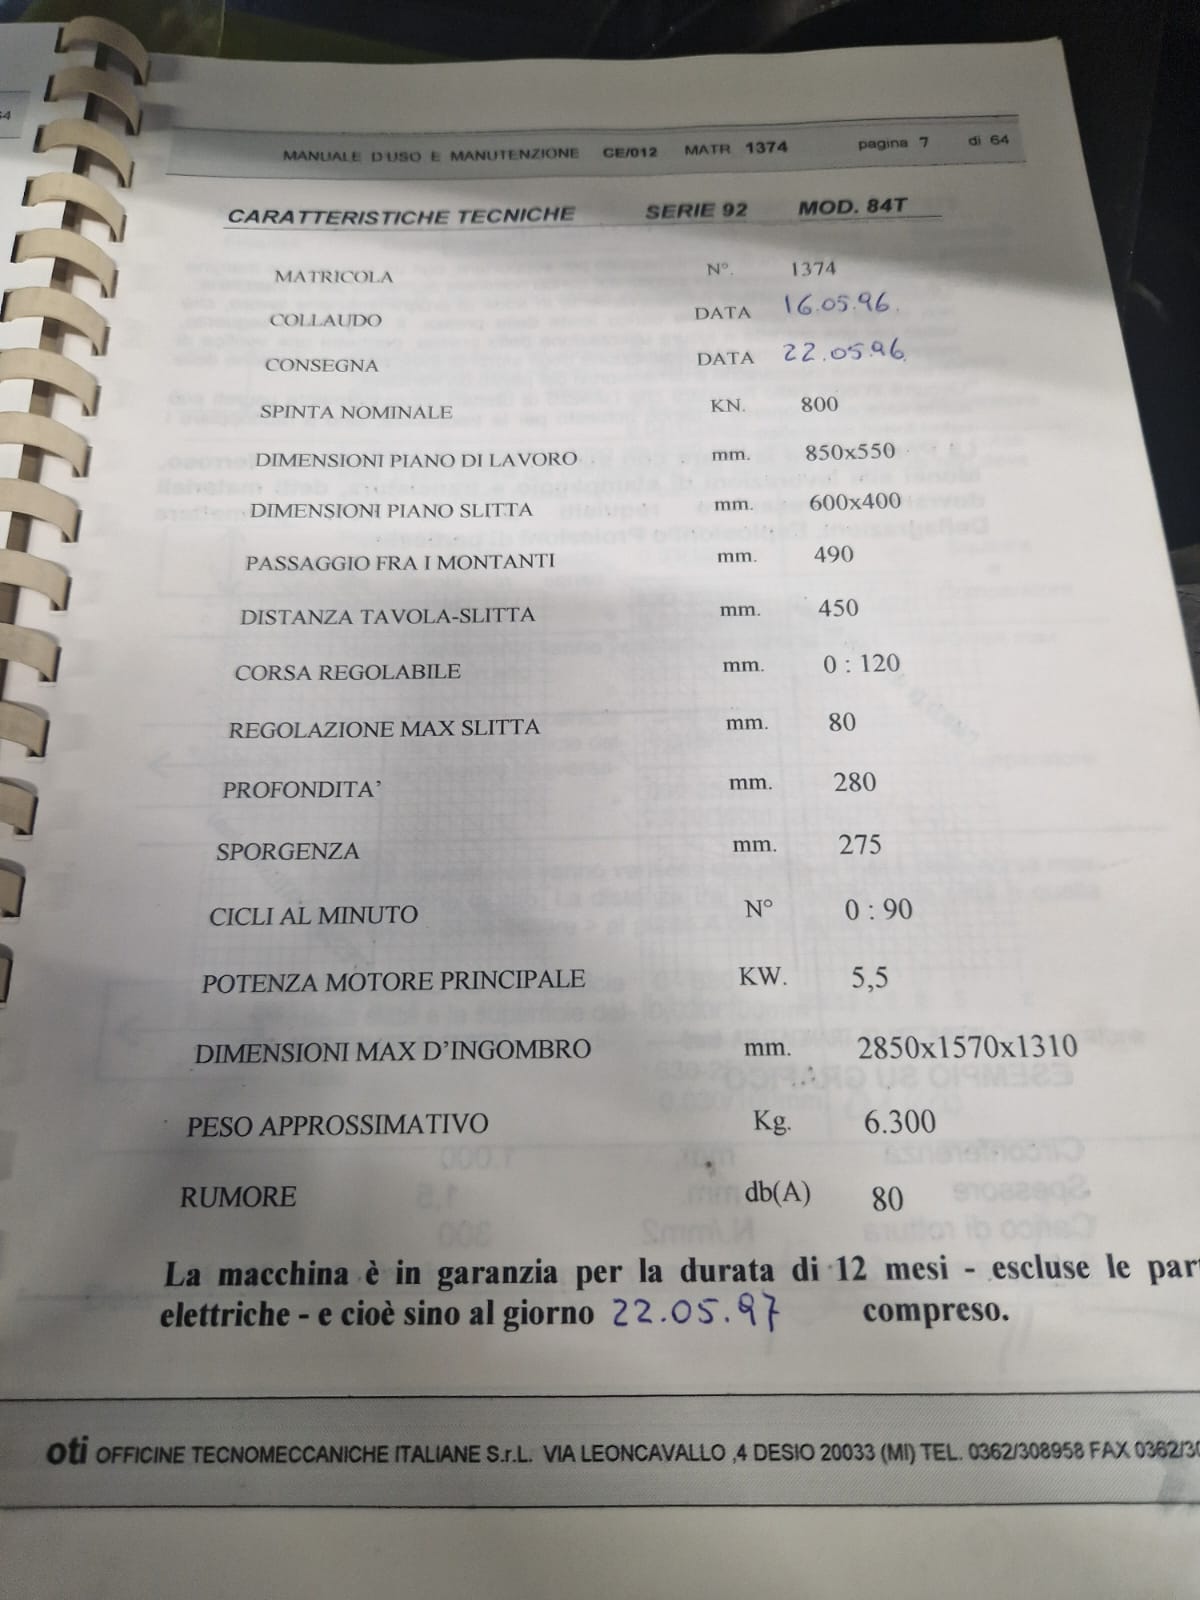 MANUALE D'USO E MANUTENZIONE CE/012 MATR 1374 pagina 7 di 64
CARATTERISTICHE TECNICHE SERIE 92 MOD. 84T
MATRICOLA N°. 1374
COLLAUDO DATA 16.05.96.
CONSEGNA DATA 22.05.96
SPINTA NOMINALE KN. 800
DIMENSIONI PIANO DI LAVORO mm. 850x550
DIMENSIONI PIANO SLITTA mm. 600x400
PASSAGGIO FRA I MONTANTI mm. 490
DISTANZA TAVOLA-SLITTA mm. 450
CORSA REGOLABILE mm. 0 : 120
REGOLAZIONE MAX SLITTA mm. 80
PROFONDITA' mm. 280
SPORGENZA mm. 275
CICLI AL MINUTO N° 0 : 90
POTENZA MOTORE PRINCIPALE KW. 5,5
DIMENSIONI MAX D'INGOMBRO mm. 2850x1570x1310
PESO APPROSSIMATIVO Kg. 6.300
RUMORE db(A) 80
La macchina è in garanzia per la durata di 12 mesi - escluse le par
elettriche - e cioè sino al giorno 22.05.97 compreso.
oti OFFICINE TECNOMECCANICHE ITALIANE S.r.L. VIA LEONCAVALLO ,4 DESIO 20033 (MI) TEL. 0362/308958 FAX 0362/30